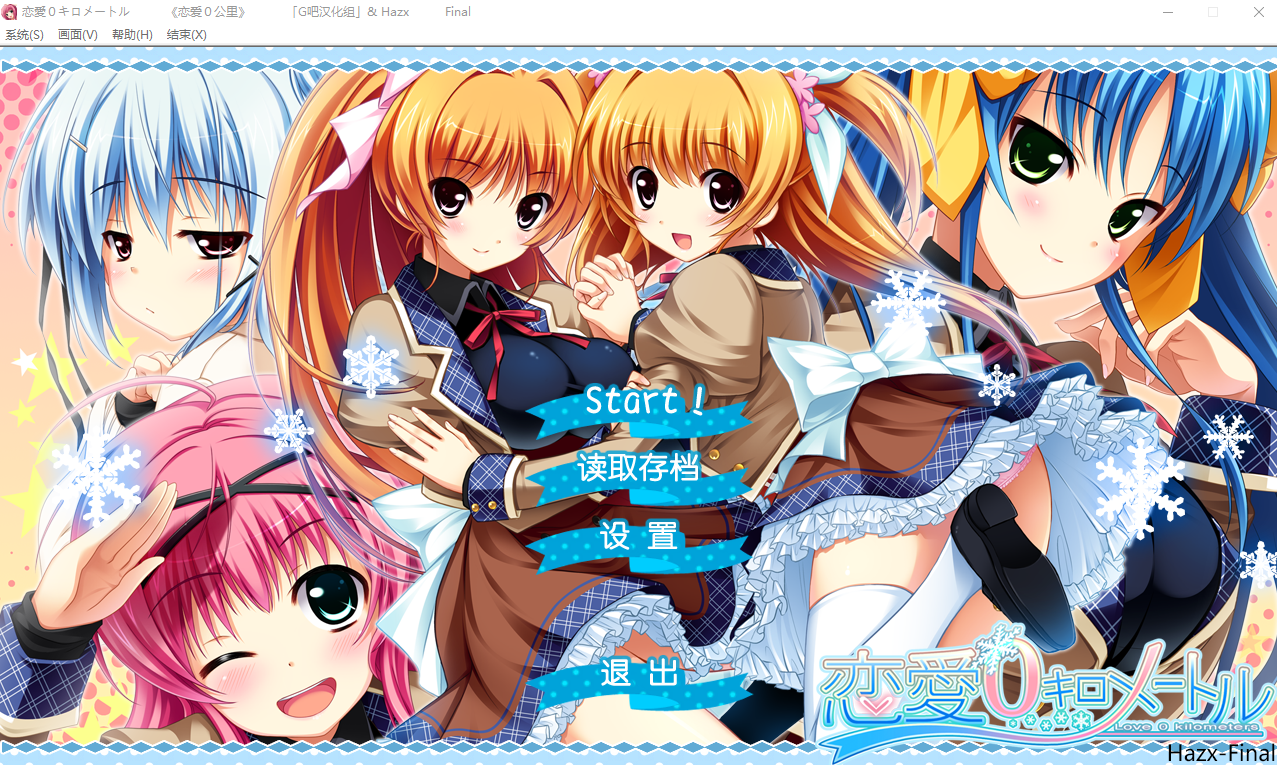 恋愛０キロメートル 《恋爱０公里》 「G吧汉化组」& Hazx Final
系统(S) 画面(V) 帮助(H) 结束(X)
Start!
读取存档
设 置
退 出
恋愛0キロメートル
Love 0 kilometers
Hazx-Final